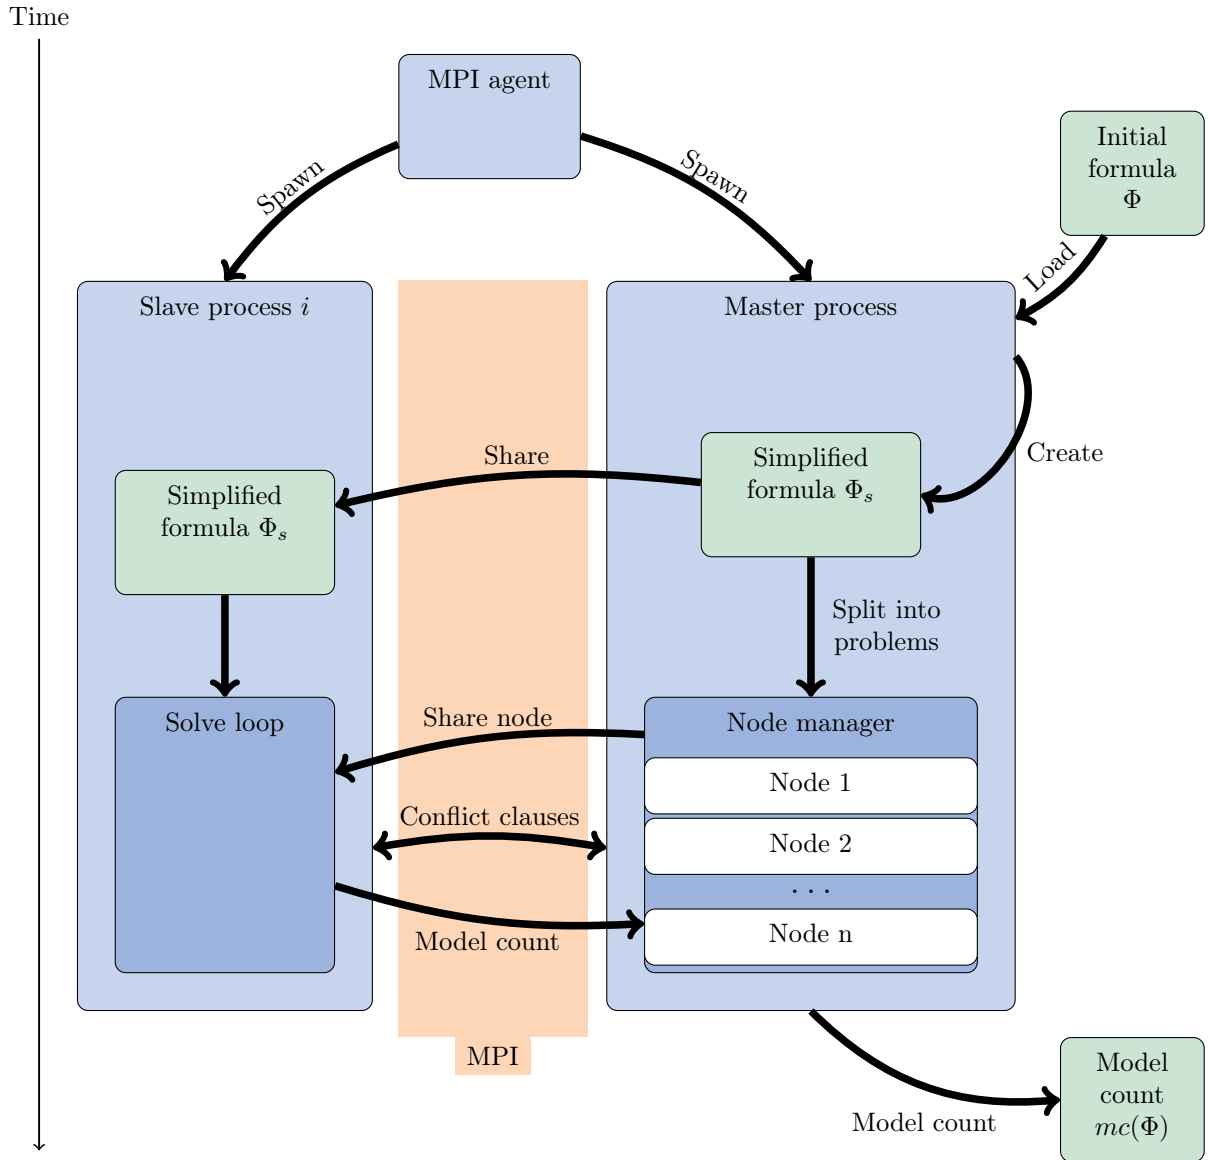 Time
MPI agent
Initial
formula
Φ
Spawn
Spawn
Load
Slave process i
Master process
Create
Share
Simplified
formula Φₛ
Simplified
formula Φₛ
Split into
problems
Solve loop
Share node
Node manager
Node 1
Conflict clauses
Node 2
. . .
Node n
Model count
MPI
Model
count
mc(Φ)
Model count